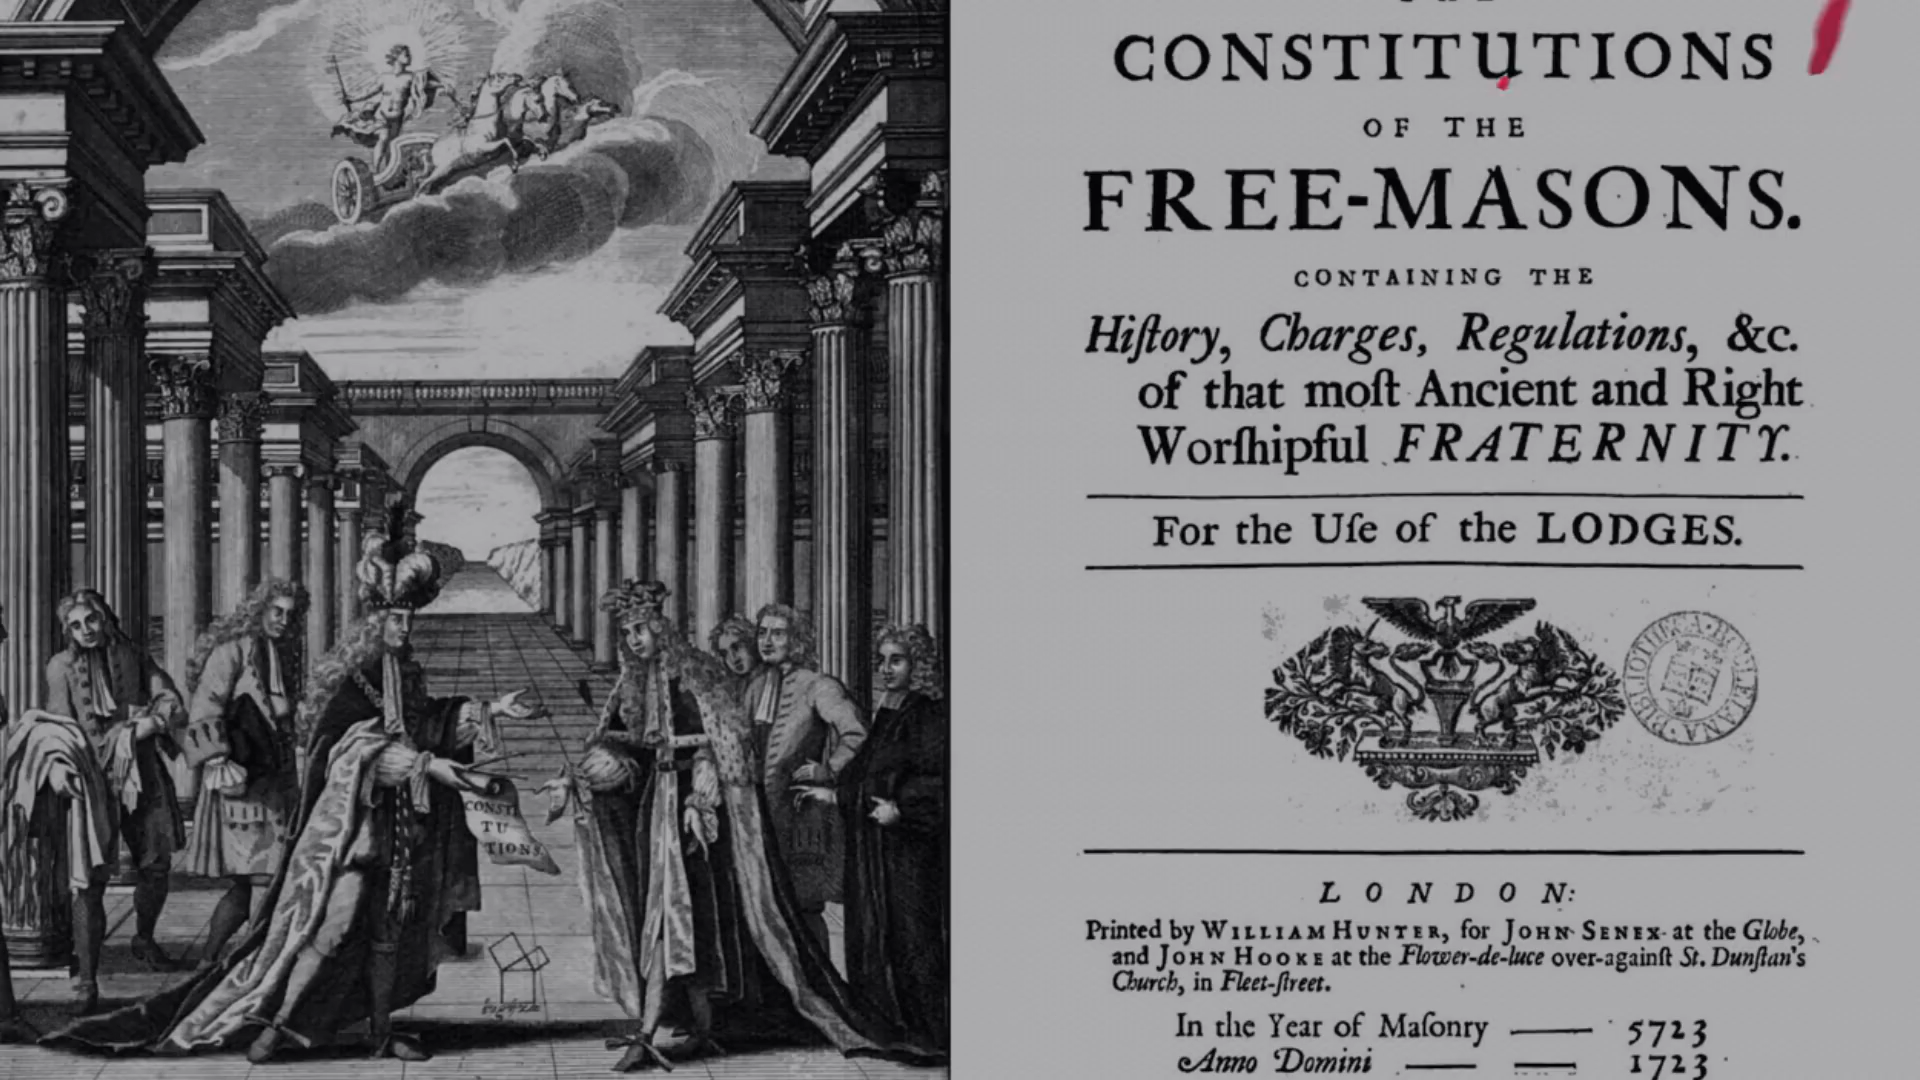 CONSTI
TU
TIONS
CONSTITUTIONS
OF THE
FREE-MASONS.
CONTAINING THE
Hiſtory, Charges, Regulations, &c.
of that moſt Ancient and Right
Worſhipful FRATERNITY.
For the Uſe of the LODGES.
BIBLIOTHECA BODLEIANA
LONDON:
Printed by WILLIAM HUNTER, for JOHN SENEX at the Globe,
and JOHN HOOKE at the Flower-de-luce over-againſt St. Dunſtan's
Church, in Fleet-ſtreet.
In the Year of Maſonry —— 5723
Anno Domini —— —— 1723